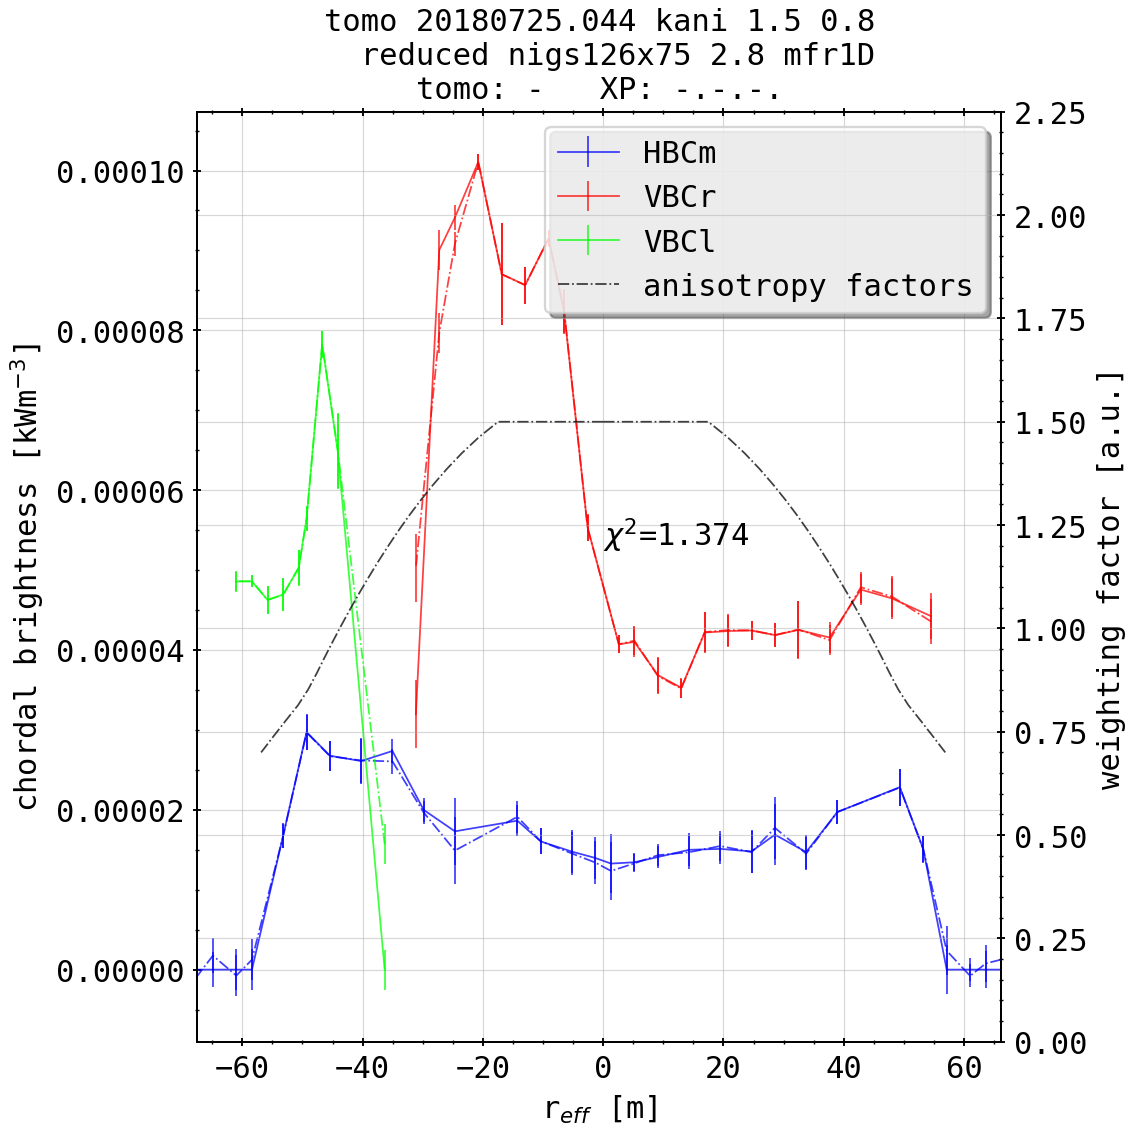 tomo 20180725.044 kani 1.5 0.8
reduced nigs126x75 2.8 mfr1D
tomo: -   XP: -.-.-.
HBCm
VBCr
VBCl
anisotropy factors
χ²=1.374
chordal brightness [kWm⁻³]
0.00010
0.00008
0.00006
0.00004
0.00002
0.00000
weighting factor [a.u.]
2.25
2.00
1.75
1.50
1.25
1.00
0.75
0.50
0.25
0.00
−60 −40 −20 0 20 40 60
r_eff [m]